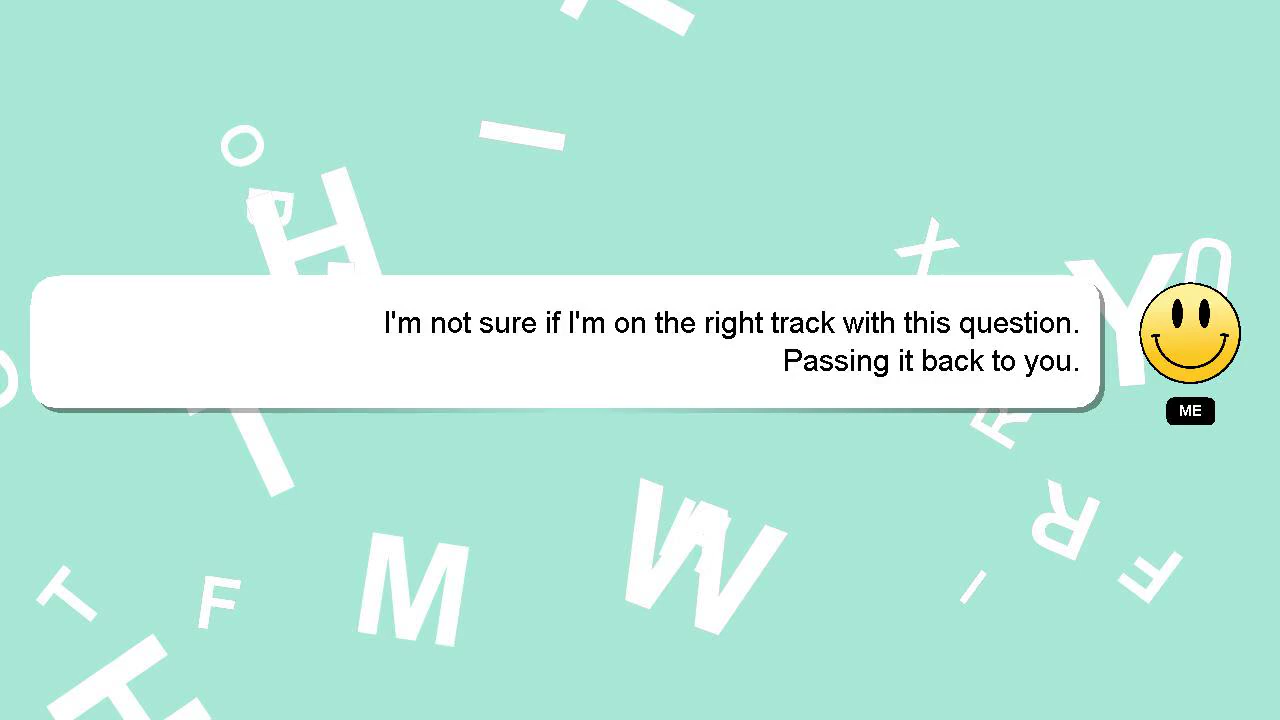 I'm not sure if I'm on the right track with this question.
Passing it back to you.
ME